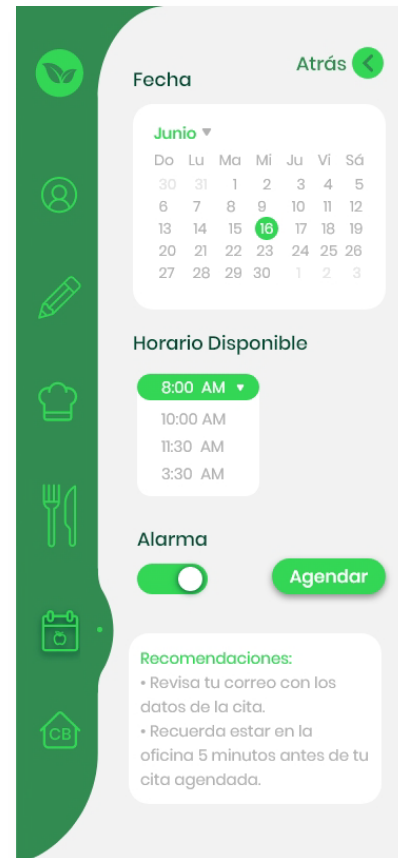 Atrás
Fecha
Junio
Do Lu Ma Mi Ju Vi Sá
30 31 1 2 3 4 5
6 7 8 9 10 11 12
13 14 15 16 17 18 19
20 21 22 23 24 25 26
27 28 29 30 1 2 3
Horario Disponible
8:00 AM
10:00 AM
11:30 AM
3:30 AM
Alarma
Agendar
Recomendaciones:
• Revisa tu correo con los
datos de la cita.
• Recuerda estar en la
oficina 5 minutos antes de tu
cita agendada.
CB